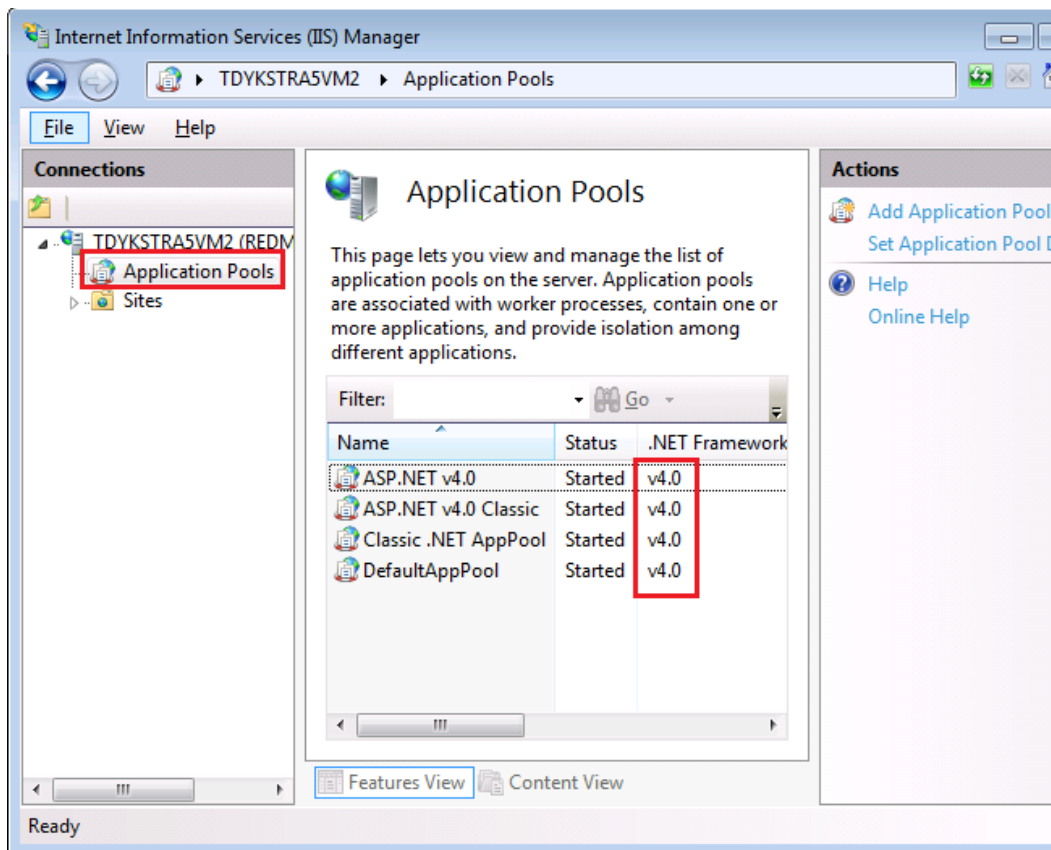 Internet Information Services (IIS) Manager
TDYKSTRA5VM2 Application Pools
File View Help
Connections
TDYKSTRA5VM2 (REDM
Application Pools
Sites
Application Pools
This page lets you view and manage the list of
application pools on the server. Application pools
are associated with worker processes, contain one or
more applications, and provide isolation among
different applications.
Filter: Go
Name Status .NET Framework
ASP.NET v4.0 Started v4.0
ASP.NET v4.0 Classic Started v4.0
Classic .NET AppPool Started v4.0
DefaultAppPool Started v4.0
Features View Content View
Actions
Add Application Pool
Set Application Pool D
Help
Online Help
Ready